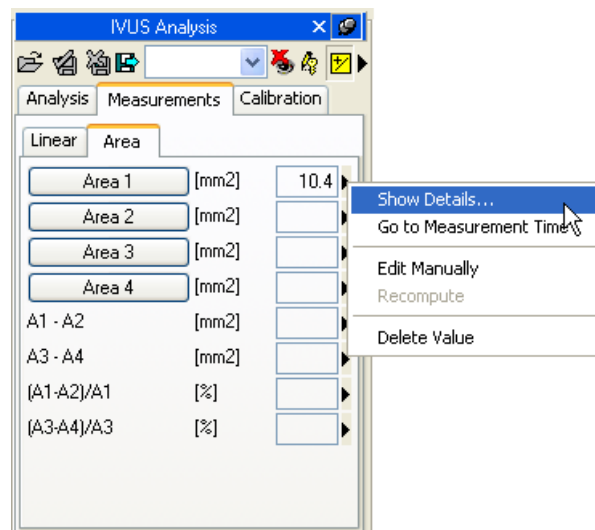 IVUS Analysis
Analysis Measurements Calibration
Linear Area
Area 1 [mm2] 10.4
Area 2 [mm2]
Area 3 [mm2]
Area 4 [mm2]
A1 - A2 [mm2]
A3 - A4 [mm2]
(A1-A2)/A1 [%]
(A3-A4)/A3 [%]
Show Details...
Go to Measurement Time
Edit Manually
Recompute
Delete Value